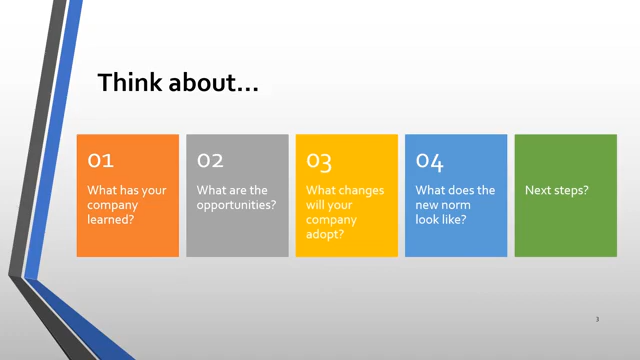 Think about...
01
What has your
company
learned?
02
What are the
opportunities?
03
What changes
will your
company
adopt?
04
What does the
new norm
look like?
Next steps?
3